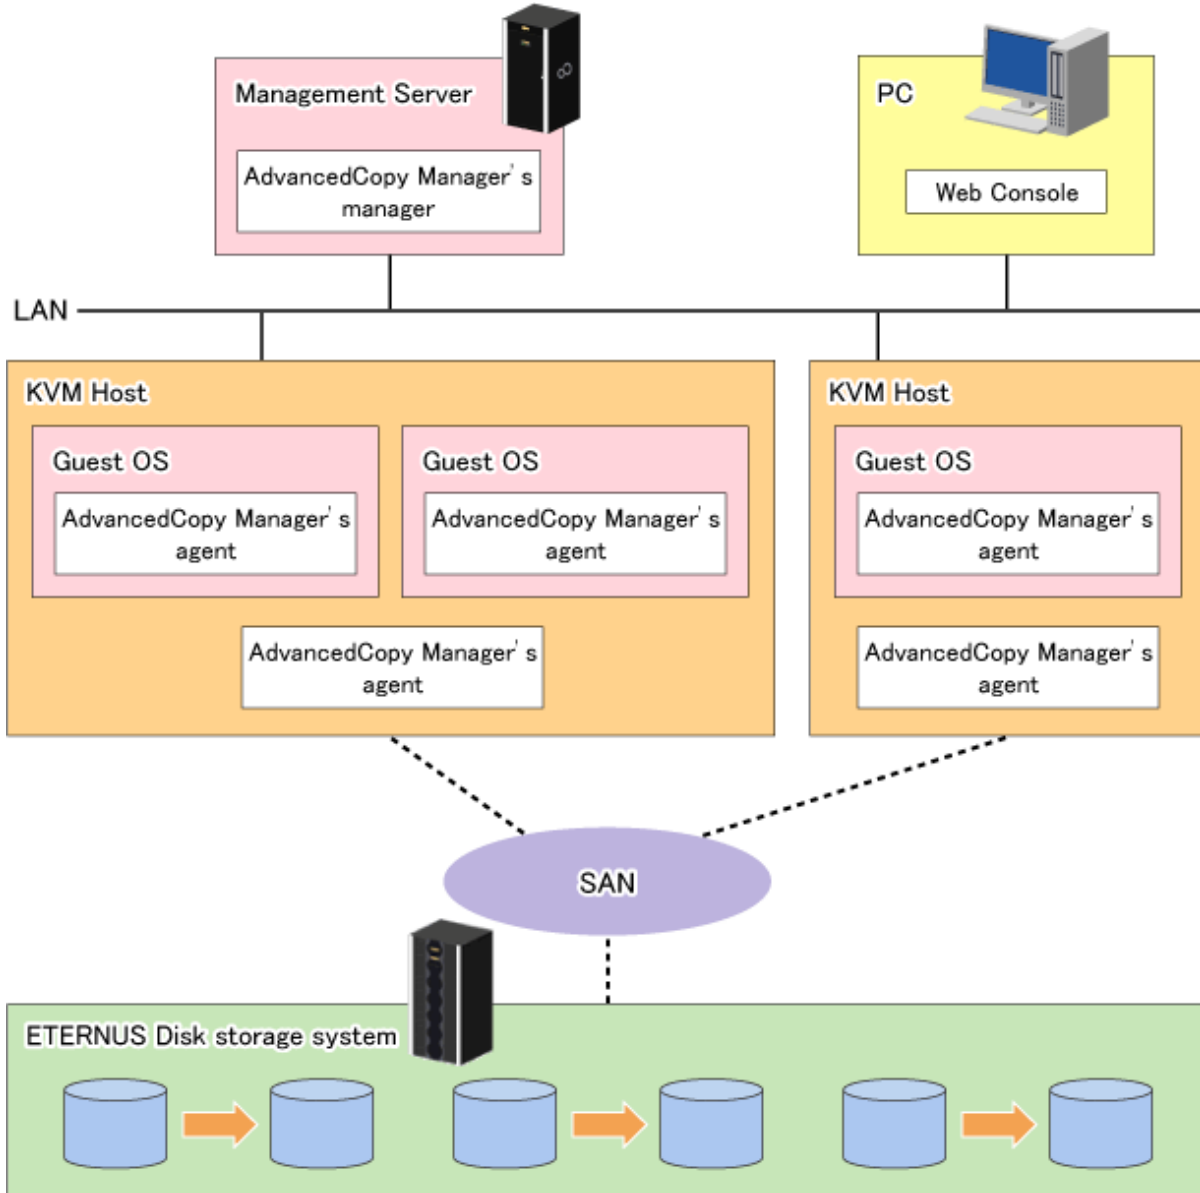 Management Server
AdvancedCopy Manager's
manager
PC
Web Console
LAN
KVM Host
Guest OS
AdvancedCopy Manager's
agent
Guest OS
AdvancedCopy Manager's
agent
AdvancedCopy Manager's
agent
KVM Host
Guest OS
AdvancedCopy Manager's
agent
AdvancedCopy Manager's
agent
SAN
ETERNUS Disk storage system